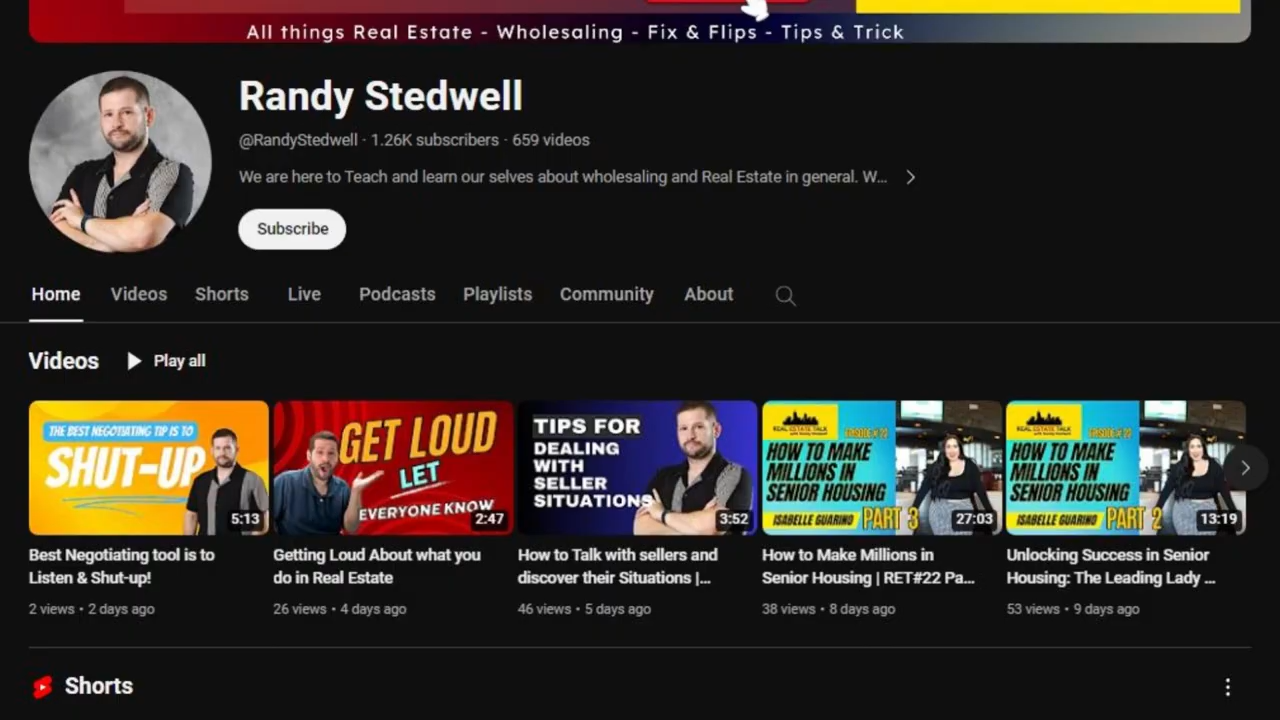 All things Real Estate - Wholesaling - Fix & Flips - Tips & Trick
Randy Stedwell
@RandyStedwell · 1.26K subscribers · 659 videos
We are here to Teach and learn our selves about wholesaling and Real Estate in general. W...
Subscribe
Home Videos Shorts Live Podcasts Playlists Community About
Videos Play all
THE BEST NEGOTIATING TIP IS TO
SHUT-UP
5:13
GET LOUD
LET
EVERYONE KNOW
2:47
TIPS FOR
DEALING
WITH
SELLER
SITUATIONS
3:52
REAL ESTATE TALK
EPISODE# 22
HOW TO MAKE
MILLIONS IN
SENIOR HOUSING
ISABELLE GUARINO PART 3
27:03
REAL ESTATE TALK
EPISODE# 22
HOW TO MAKE
MILLIONS IN
SENIOR HOUSING
ISABELLE GUARINO PART 2
13:19
Best Negotiating tool is to
Listen & Shut-up!
2 views • 2 days ago
Getting Loud About what you
do in Real Estate
26 views • 4 days ago
How to Talk with sellers and
discover their Situations |...
46 views • 5 days ago
How to Make Millions in
Senior Housing | RET#22 Pa...
38 views • 8 days ago
Unlocking Success in Senior
Housing: The Leading Lady ...
53 views • 9 days ago
Shorts